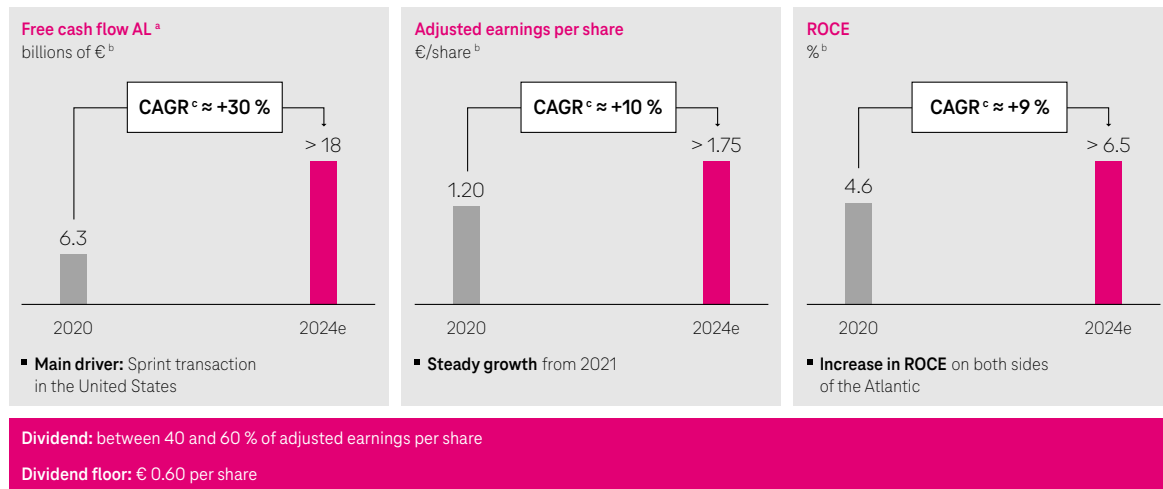 Free cash flow AL ª
billions of € ᵇ
CAGR ᶜ ≈ +30 %
> 18
6.3
2020
2024e
▪ Main driver: Sprint transaction
in the United States
Adjusted earnings per share
€/share ᵇ
CAGR ᶜ ≈ +10 %
> 1.75
1.20
2020
2024e
▪ Steady growth from 2021
ROCE
% ᵇ
CAGR ᶜ ≈ +9 %
> 6.5
4.6
2020
2024e
▪ Increase in ROCE on both sides
of the Atlantic
Dividend: between 40 and 60 % of adjusted earnings per share
Dividend floor: € 0.60 per share